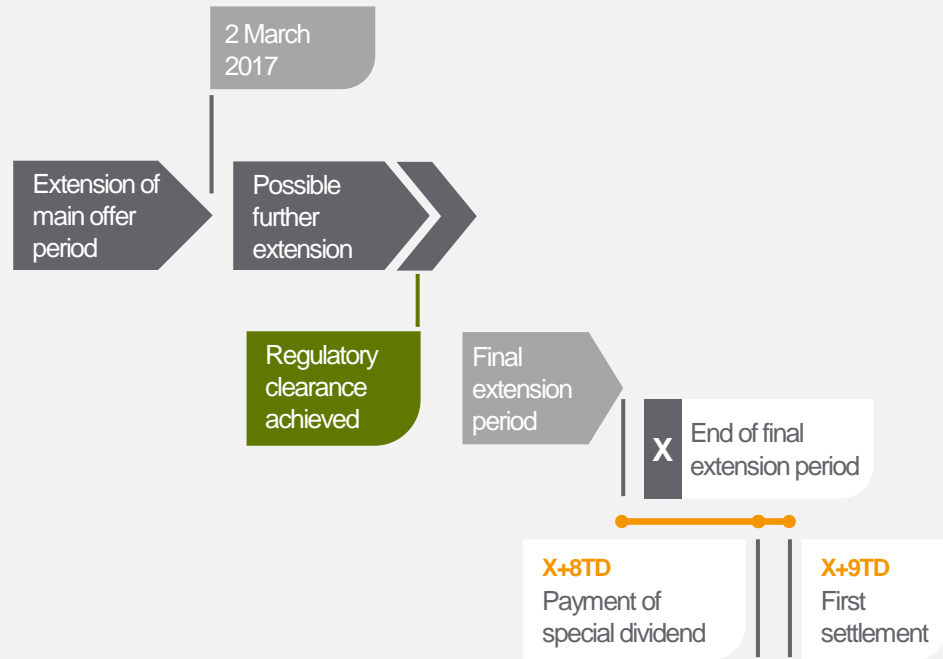 2 March
2017
Extension of
main offer
period
Possible
further
extension
Regulatory
clearance
achieved
Final
extension
period
X
End of final
extension period
X+8TD
Payment of
special dividend
X+9TD
First
settlement